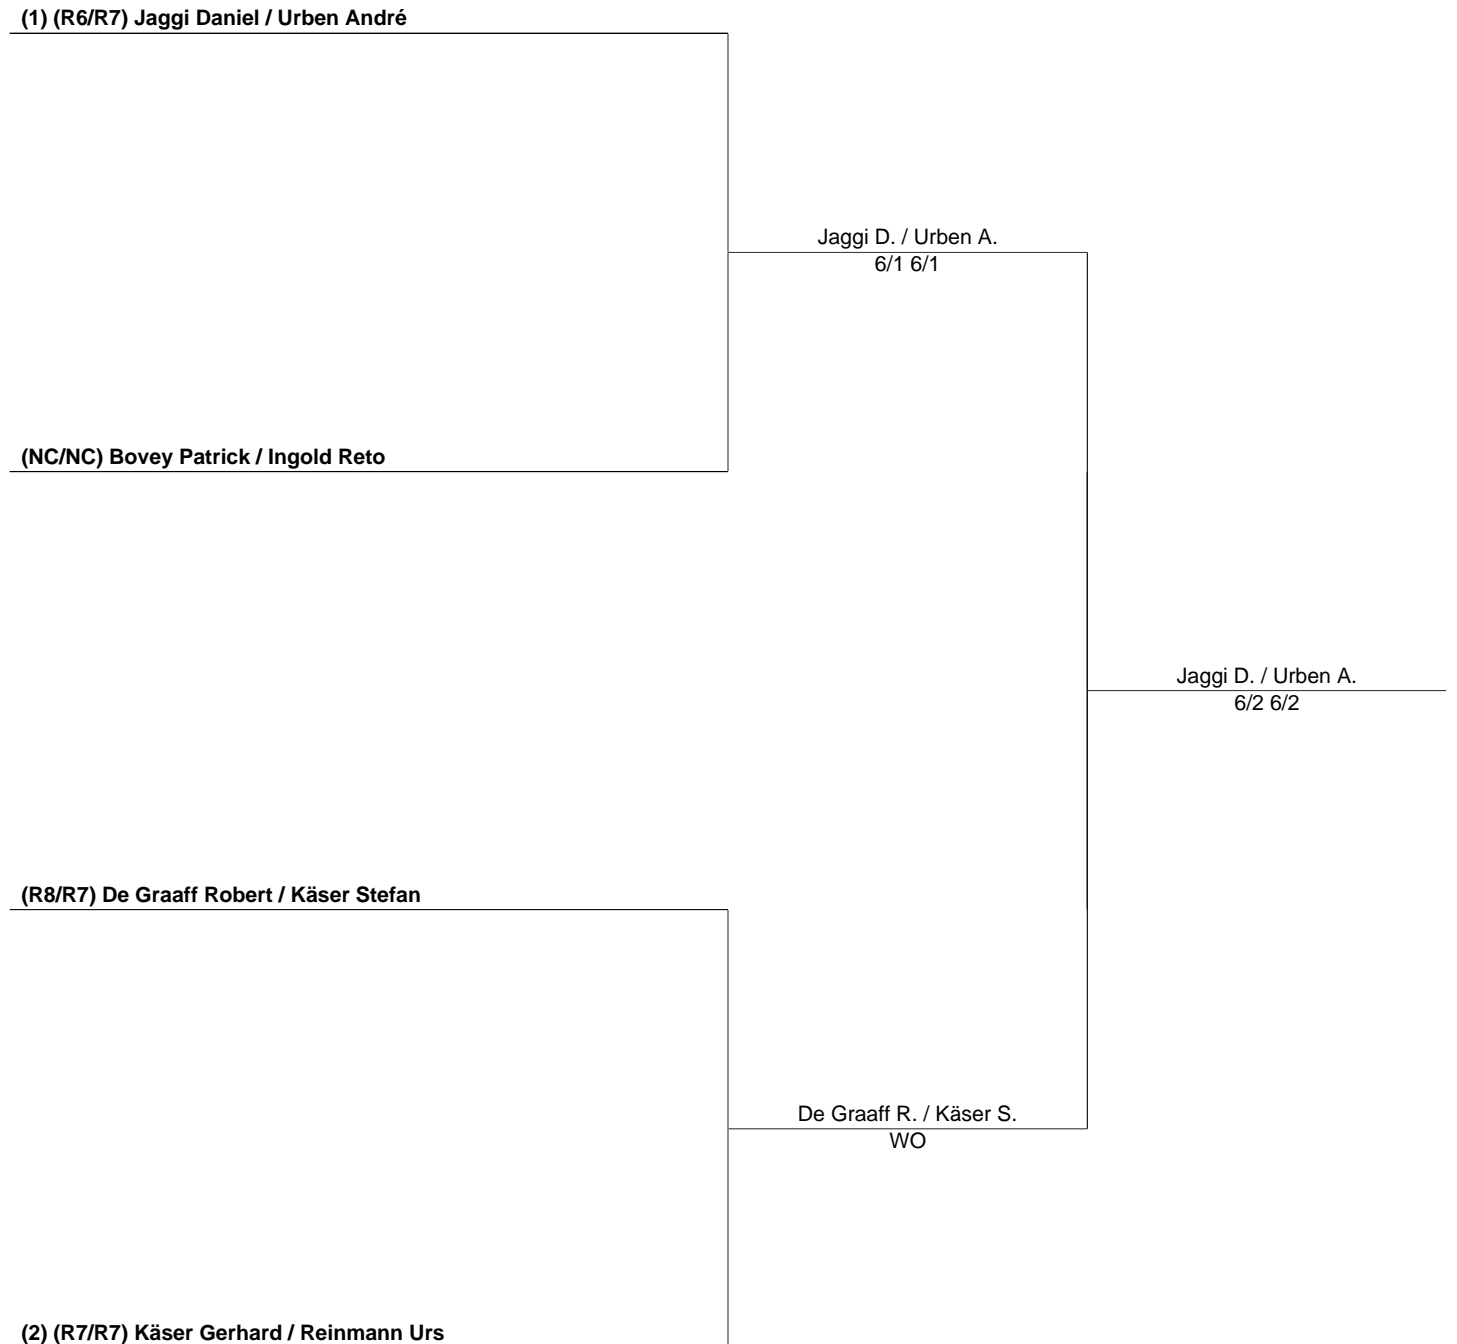 (1) (R6/R7) Jaggi Daniel / Urben André
Jaggi D. / Urben A.
6/1 6/1
(NC/NC) Bovey Patrick / Ingold Reto
Jaggi D. / Urben A.
6/2 6/2
(R8/R7) De Graaff Robert / Käser Stefan
De Graaff R. / Käser S.
WO
(2) (R7/R7) Käser Gerhard / Reinmann Urs